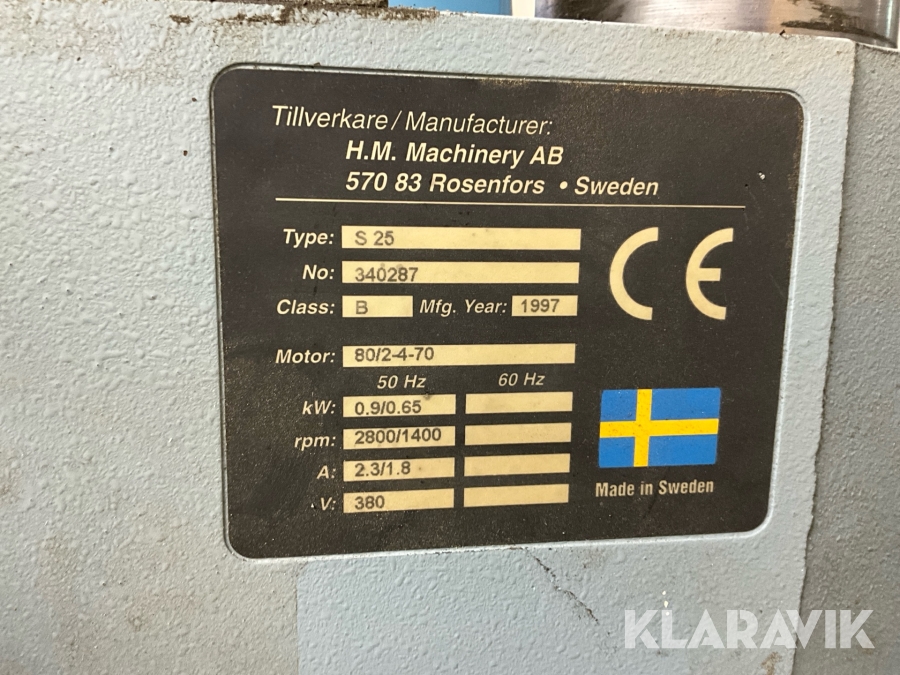 Tillverkare / Manufacturer:
H.M. Machinery AB
570 83 Rosenfors • Sweden
Type: S 25
No: 340287
Class: B Mfg. Year: 1997
CE
Motor: 80/2-4-70
50 Hz 60 Hz
kW: 0.9/0.65
rpm: 2800/1400
A: 2.3/1.8
V: 380
Made in Sweden
KLARAVIK